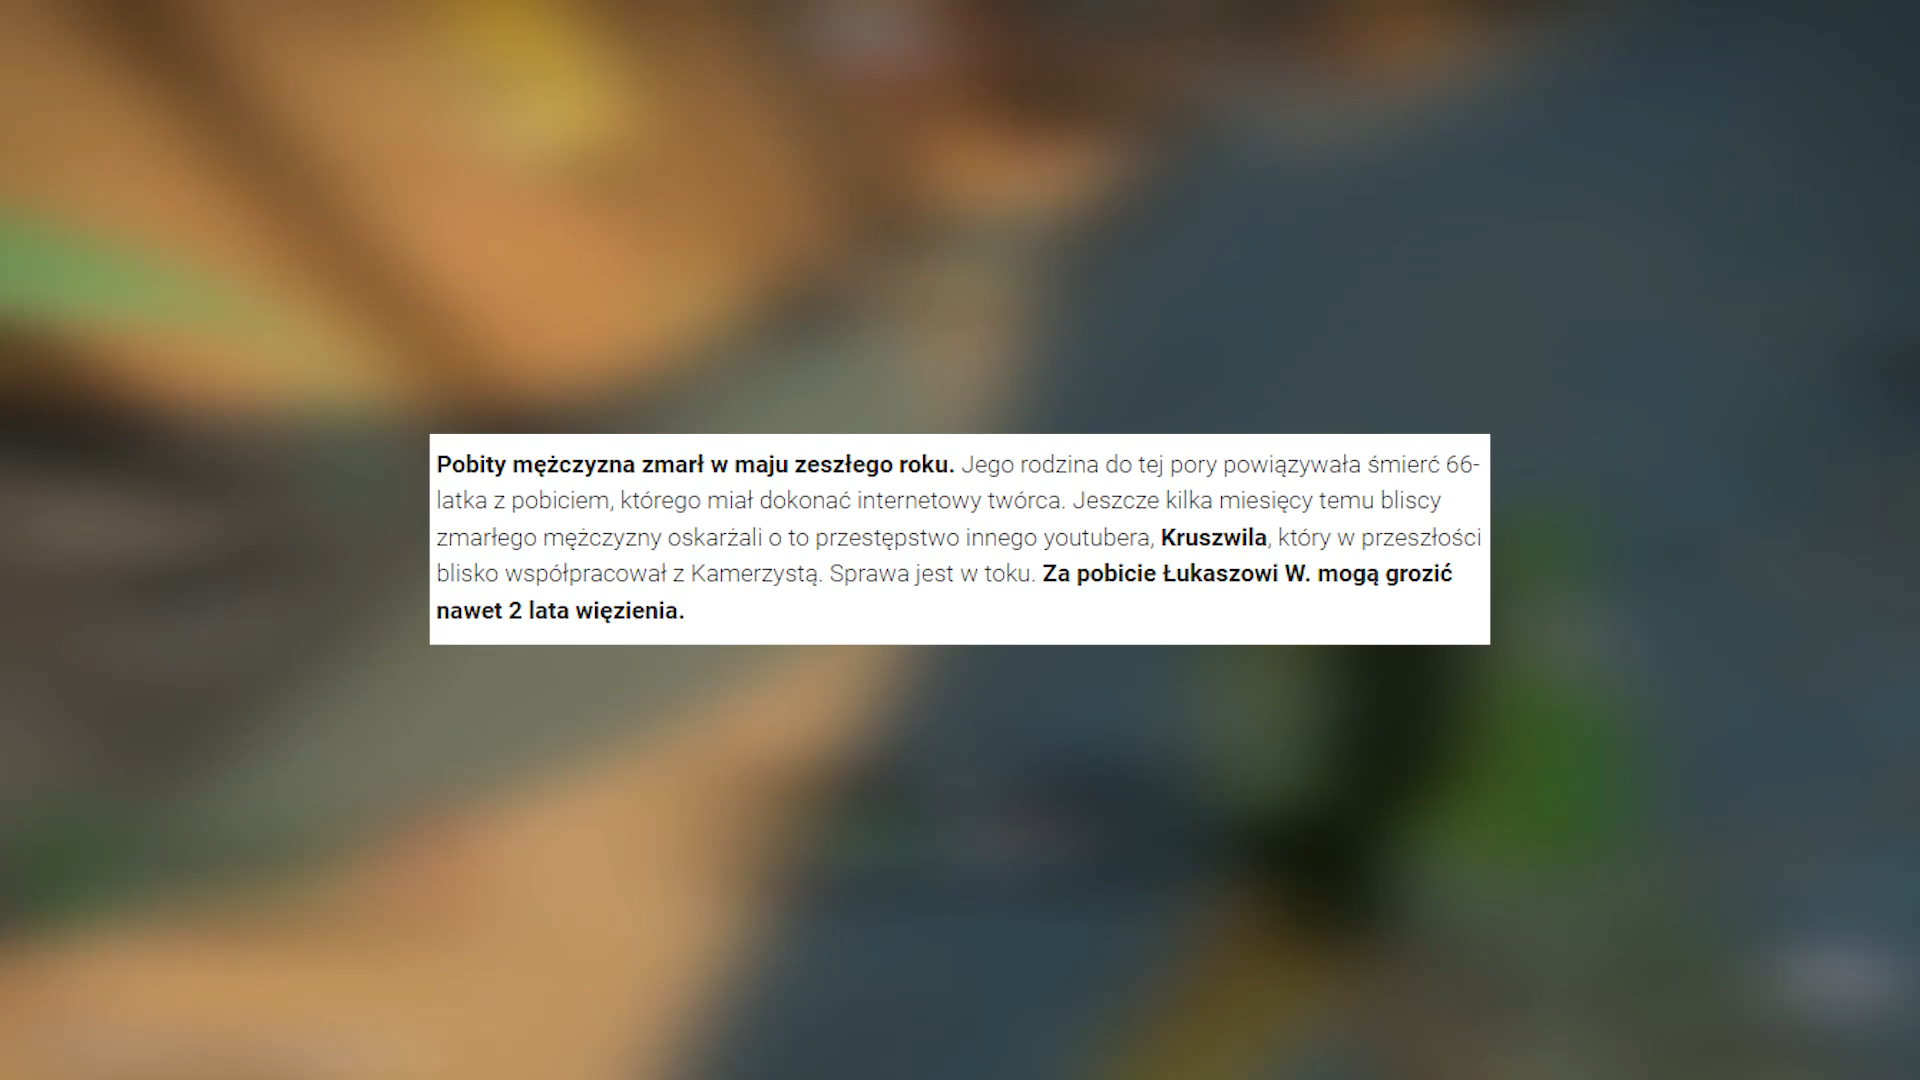 Pobity mężczyzna zmarł w maju zeszłego roku. Jego rodzina do tej pory powiązywała śmierć 66-
latka z pobiciem, którego miał dokonać internetowy twórca. Jeszcze kilka miesięcy temu bliscy
zmarłego mężczyzny oskarżali o to przestępstwo innego youtubera, Kruszwila, który w przeszłości
blisko współpracował z Kamerzystą. Sprawa jest w toku. Za pobicie Łukaszowi W. mogą grozić
nawet 2 lata więzienia.